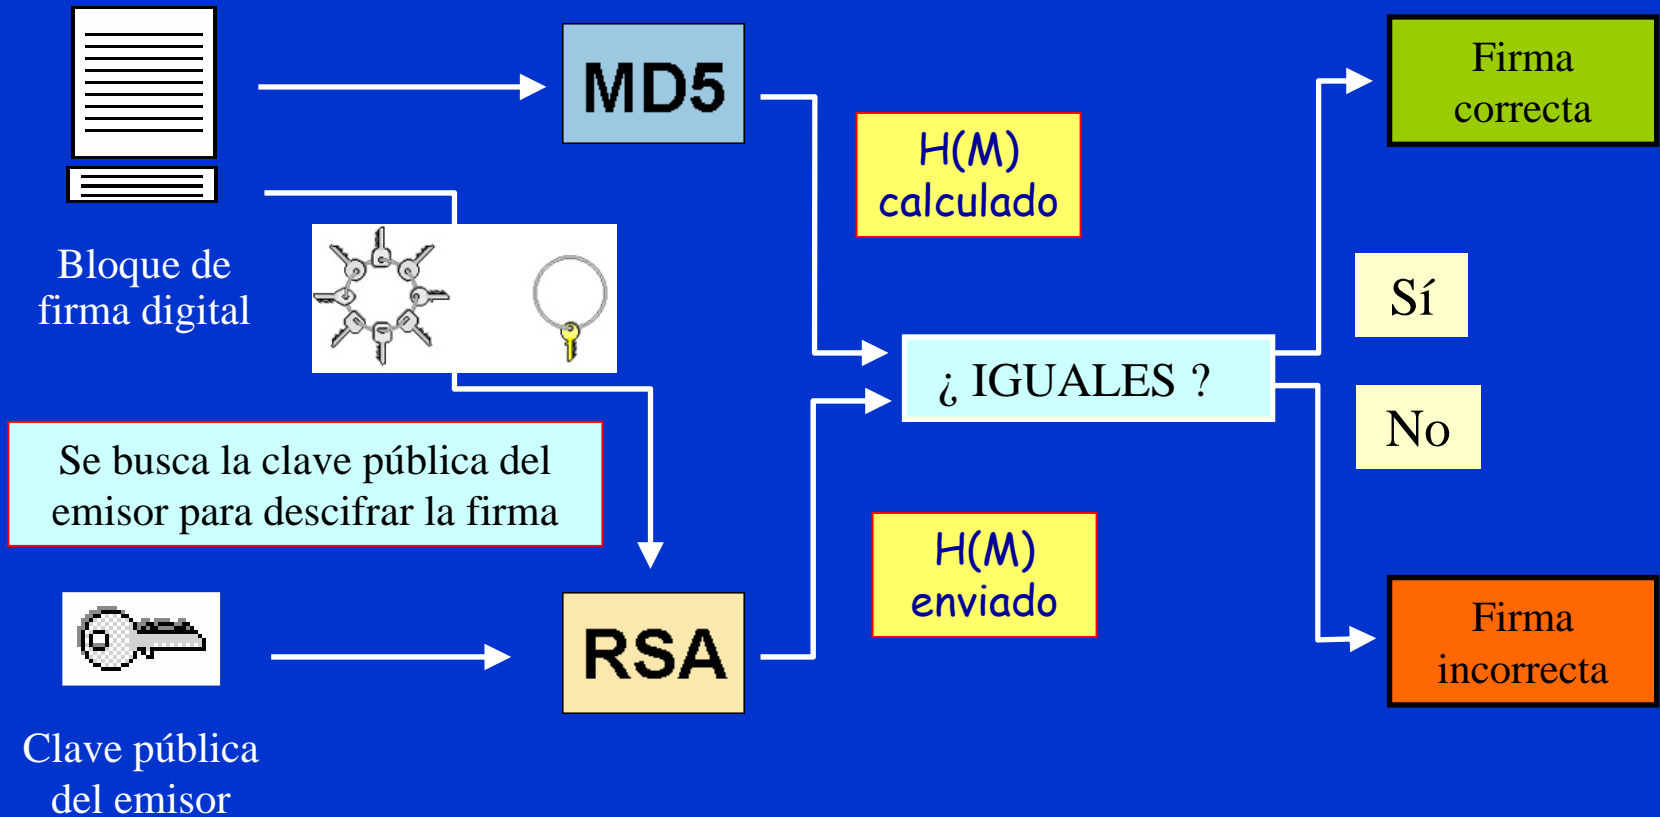 MD5
H(M)
calculado
Firma
correcta
Bloque de
firma digital
Sí
¿ IGUALES ?
No
Se busca la clave pública del
emisor para descifrar la firma
H(M)
enviado
RSA
Firma
incorrecta
Clave pública
del emisor